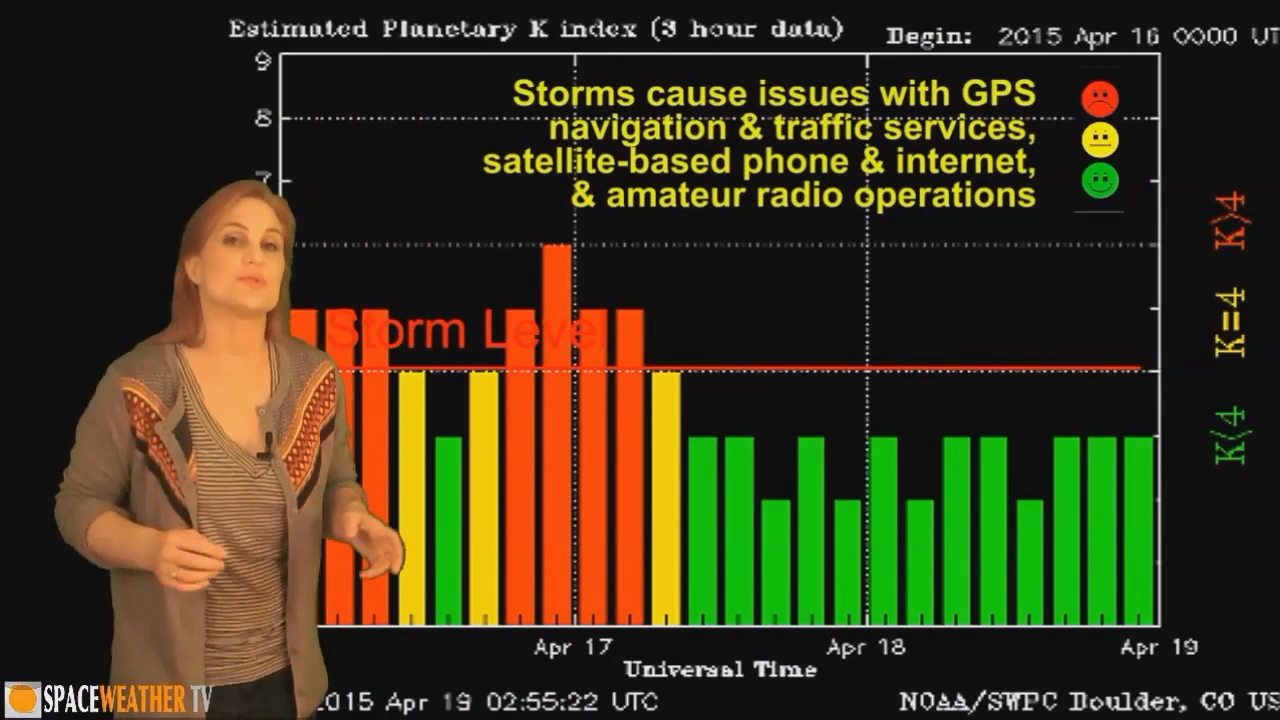 Estimated Planetary K index (3 hour data)
Begin: 2015 Apr 16 0000 UT
9
8
7
Storms cause issues with GPS
navigation & traffic services,
satellite-based phone & internet,
& amateur radio operations
K>4
K=4
K<4
Storm Level
Apr 17
Apr 18
Apr 19
Universal Time
SPACEWEATHER TV
2015 Apr 19 02:55:22 UTC
NOAA/SWPC Boulder, CO US